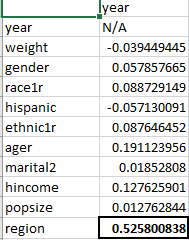 year
year N/A
weight -0.039449445
gender 0.057857665
race1r 0.088729149
hispanic -0.057130091
ethnic1r 0.087646452
ager 0.191123956
marital2 0.01852808
hincome 0.127625901
popsize 0.012762844
region 0.525800838